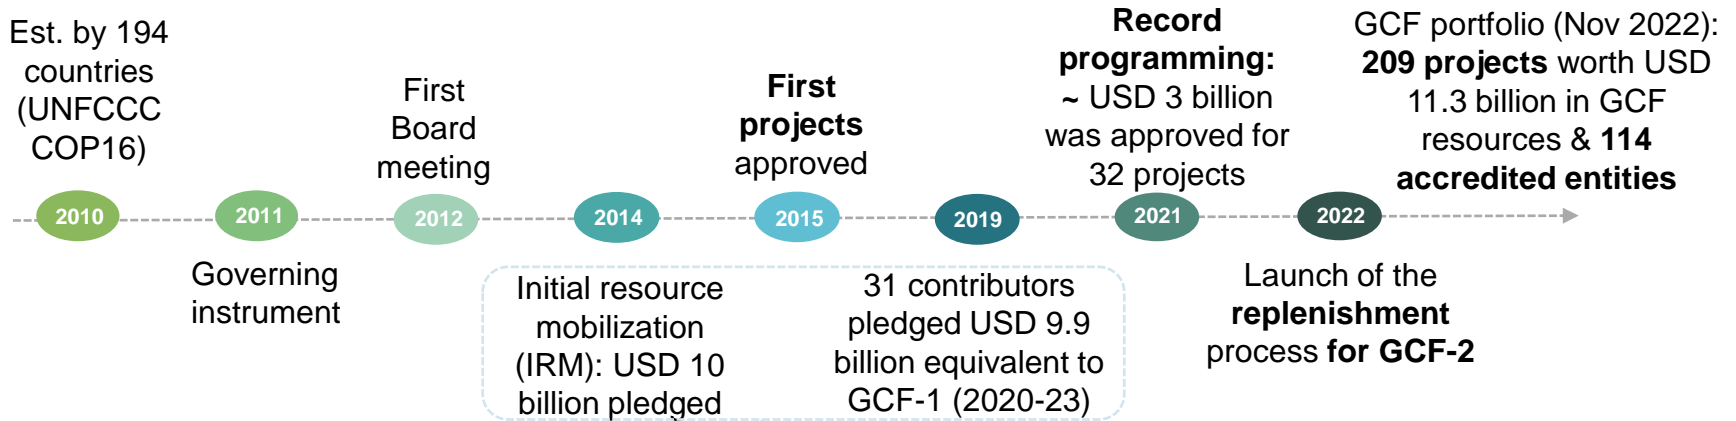 Est. by 194
countries
(UNFCCC
COP16)
First
Board
meeting
First
projects
approved
Record
programming:
~ USD 3 billion
was approved for
32 projects
GCF portfolio (Nov 2022):
209 projects worth USD
11.3 billion in GCF
resources & 114
accredited entities
2010
2011
2012
2014
2015
2019
2021
2022
Governing
instrument
Initial resource
mobilization
(IRM): USD 10
billion pledged
31 contributors
pledged USD 9.9
billion equivalent to
GCF-1 (2020-23)
Launch of the
replenishment
process for GCF-2